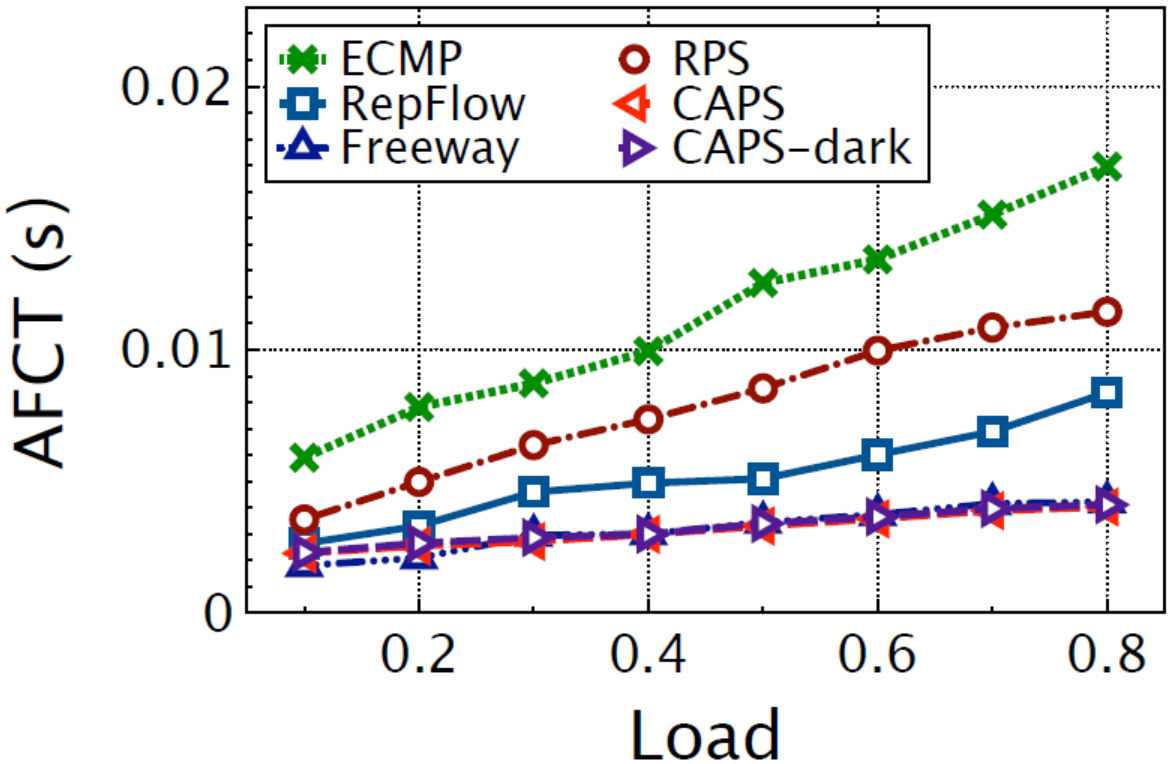 ECMP RPS
RepFlow CAPS
Freeway CAPS-dark
0.02
0.01
0
AFCT (s)
0.2 0.4 0.6 0.8
Load